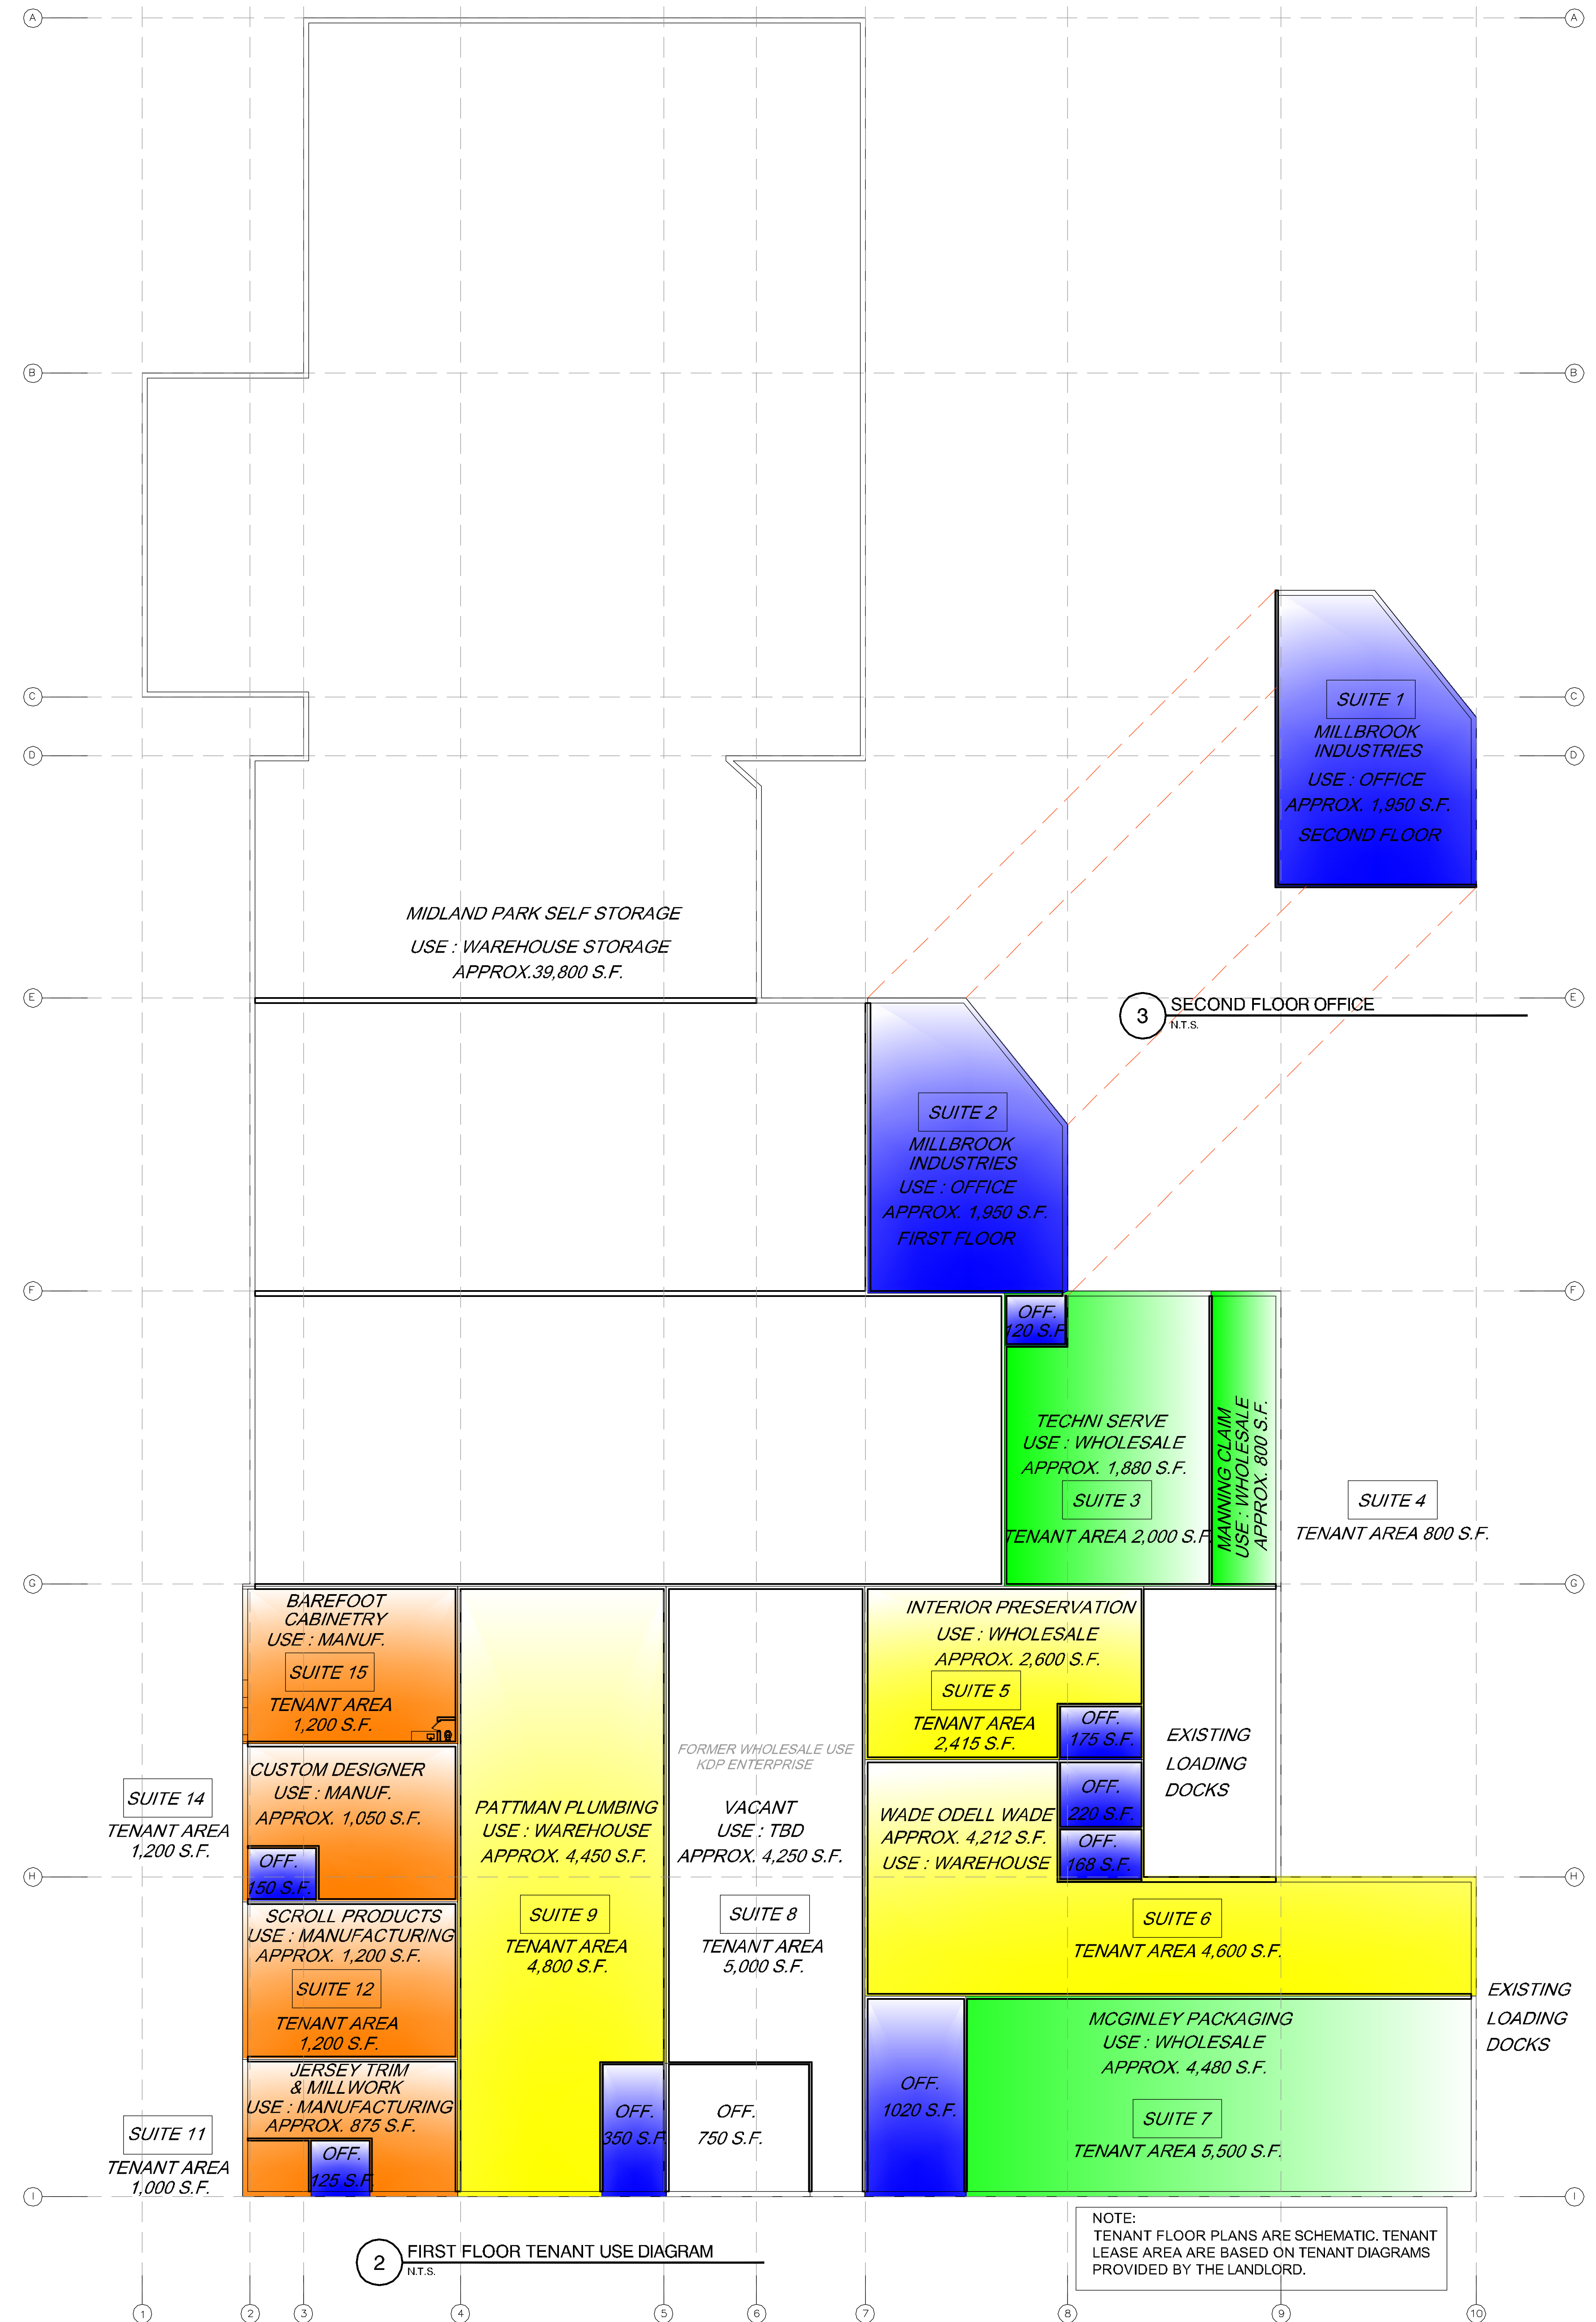 A
A
B
B
C
C
D
D
SUITE 1
MILLBROOK
INDUSTRIES
USE : OFFICE
APPROX. 1,950 S.F.
SECOND FLOOR
MIDLAND PARK SELF STORAGE
USE : WAREHOUSE STORAGE
APPROX.39,800 S.F.
E
E
3
SECOND FLOOR OFFICE
N.T.S.
SUITE 2
MILLBROOK
INDUSTRIES
USE : OFFICE
APPROX. 1,950 S.F.
FIRST FLOOR
F
F
OFF.
120 S.F.
TECHNI SERVE
USE : WHOLESALE
APPROX. 1,880 S.F.
SUITE 3
TENANT AREA 2,000 S.F.
MANNING CLAIM
USE : WHOLESALE
APPROX. 800 S.F.
SUITE 4
TENANT AREA 800 S.F.
G
G
BAREFOOT
CABINETRY
USE : MANUF.
SUITE 15
TENANT AREA
1,200 S.F.
INTERIOR PRESERVATION
USE : WHOLESALE
APPROX. 2,600 S.F.
SUITE 5
TENANT AREA
2,415 S.F.
OFF.
175 S.F.
EXISTING
LOADING
DOCKS
FORMER WHOLESALE USE
KDP ENTERPRISE
CUSTOM DESIGNER
USE : MANUF.
APPROX. 1,050 S.F.
SUITE 14
TENANT AREA
1,200 S.F.
OFF.
150 S.F.
PATTMAN PLUMBING
USE : WAREHOUSE
APPROX. 4,450 S.F.
SUITE 9
TENANT AREA
4,800 S.F.
VACANT
USE : TBD
APPROX. 4,250 S.F.
SUITE 8
TENANT AREA
5,000 S.F.
WADE ODELL WADE
APPROX. 4,212 S.F.
USE : WAREHOUSE
OFF.
220 S.F.
OFF.
168 S.F.
H
H
SUITE 6
TENANT AREA 4,600 S.F.
SCROLL PRODUCTS
USE : MANUFACTURING
APPROX. 1,200 S.F.
SUITE 12
TENANT AREA
1,200 S.F.
EXISTING
LOADING
DOCKS
MCGINLEY PACKAGING
USE : WHOLESALE
APPROX. 4,480 S.F.
SUITE 7
TENANT AREA 5,500 S.F.
OFF.
1020 S.F.
JERSEY TRIM
& MILLWORK
USE : MANUFACTURING
APPROX. 875 S.F.
SUITE 11
TENANT AREA
1,000 S.F.
OFF.
125 S.F.
OFF.
350 S.F.
OFF.
750 S.F.
I
I
2
FIRST FLOOR TENANT USE DIAGRAM
N.T.S.
NOTE:
TENANT FLOOR PLANS ARE SCHEMATIC. TENANT
LEASE AREA ARE BASED ON TENANT DIAGRAMS
PROVIDED BY THE LANDLORD.
1
2
3
4
5
6
7
8
9
10